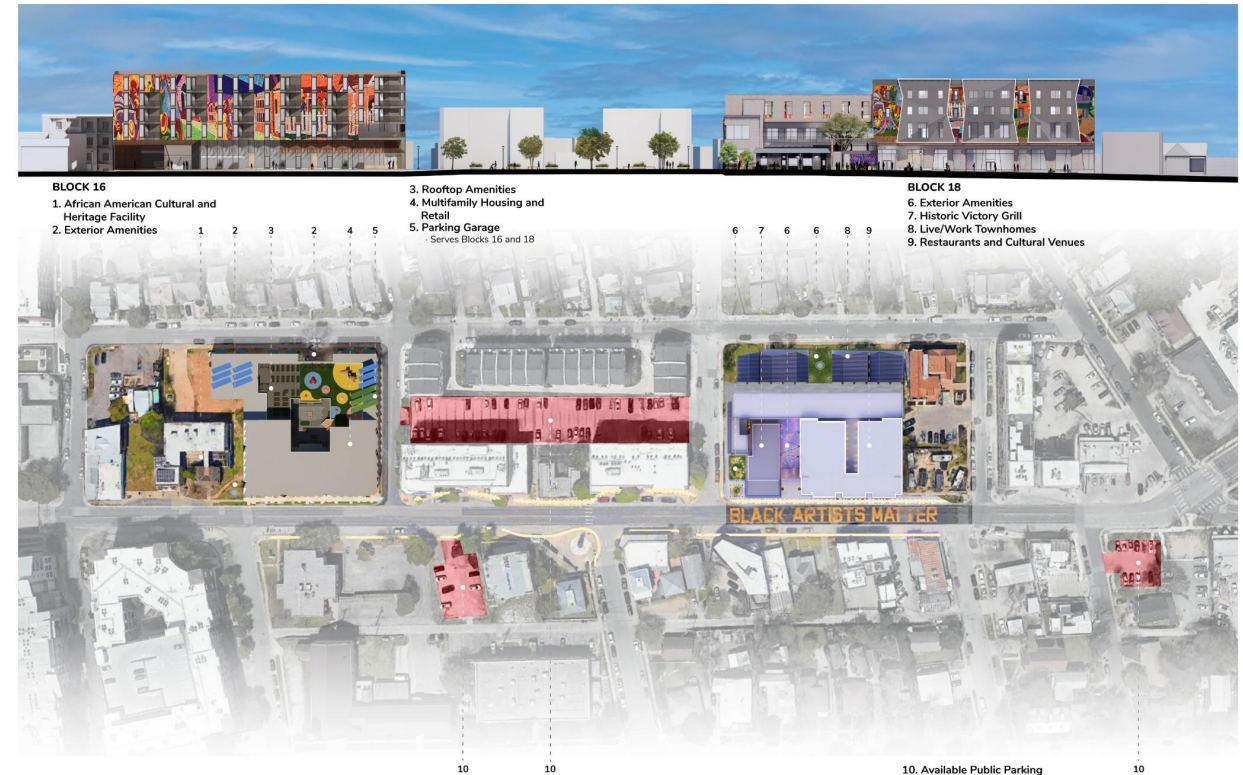 BLOCK 16
1. African American Cultural and
Heritage Facility
2. Exterior Amenities
3. Rooftop Amenities
4. Multifamily Housing and
Retail
5. Parking Garage
· Serves Blocks 16 and 18
BLOCK 18
6. Exterior Amenities
7. Historic Victory Grill
8. Live/Work Townhomes
9. Restaurants and Cultural Venues
1 2 3 2 4 5
6 7 6 6 8 9
BLACK ARTISTS MATTER
10 10 10
10. Available Public Parking